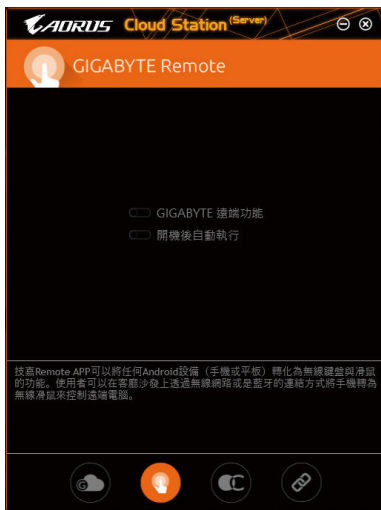 AORUS Cloud Station (Server)
GIGABYTE Remote
GIGABYTE 遠端功能
開機後自動執行
技嘉Remote APP可以將任何Android設備（手機或平板）轉化為無線鍵盤與滑鼠
的功能。使用者可以在客廳沙發上透過無線網路或是藍牙的連結方式將手機轉為
無線滑鼠來控制遠端電腦。
G